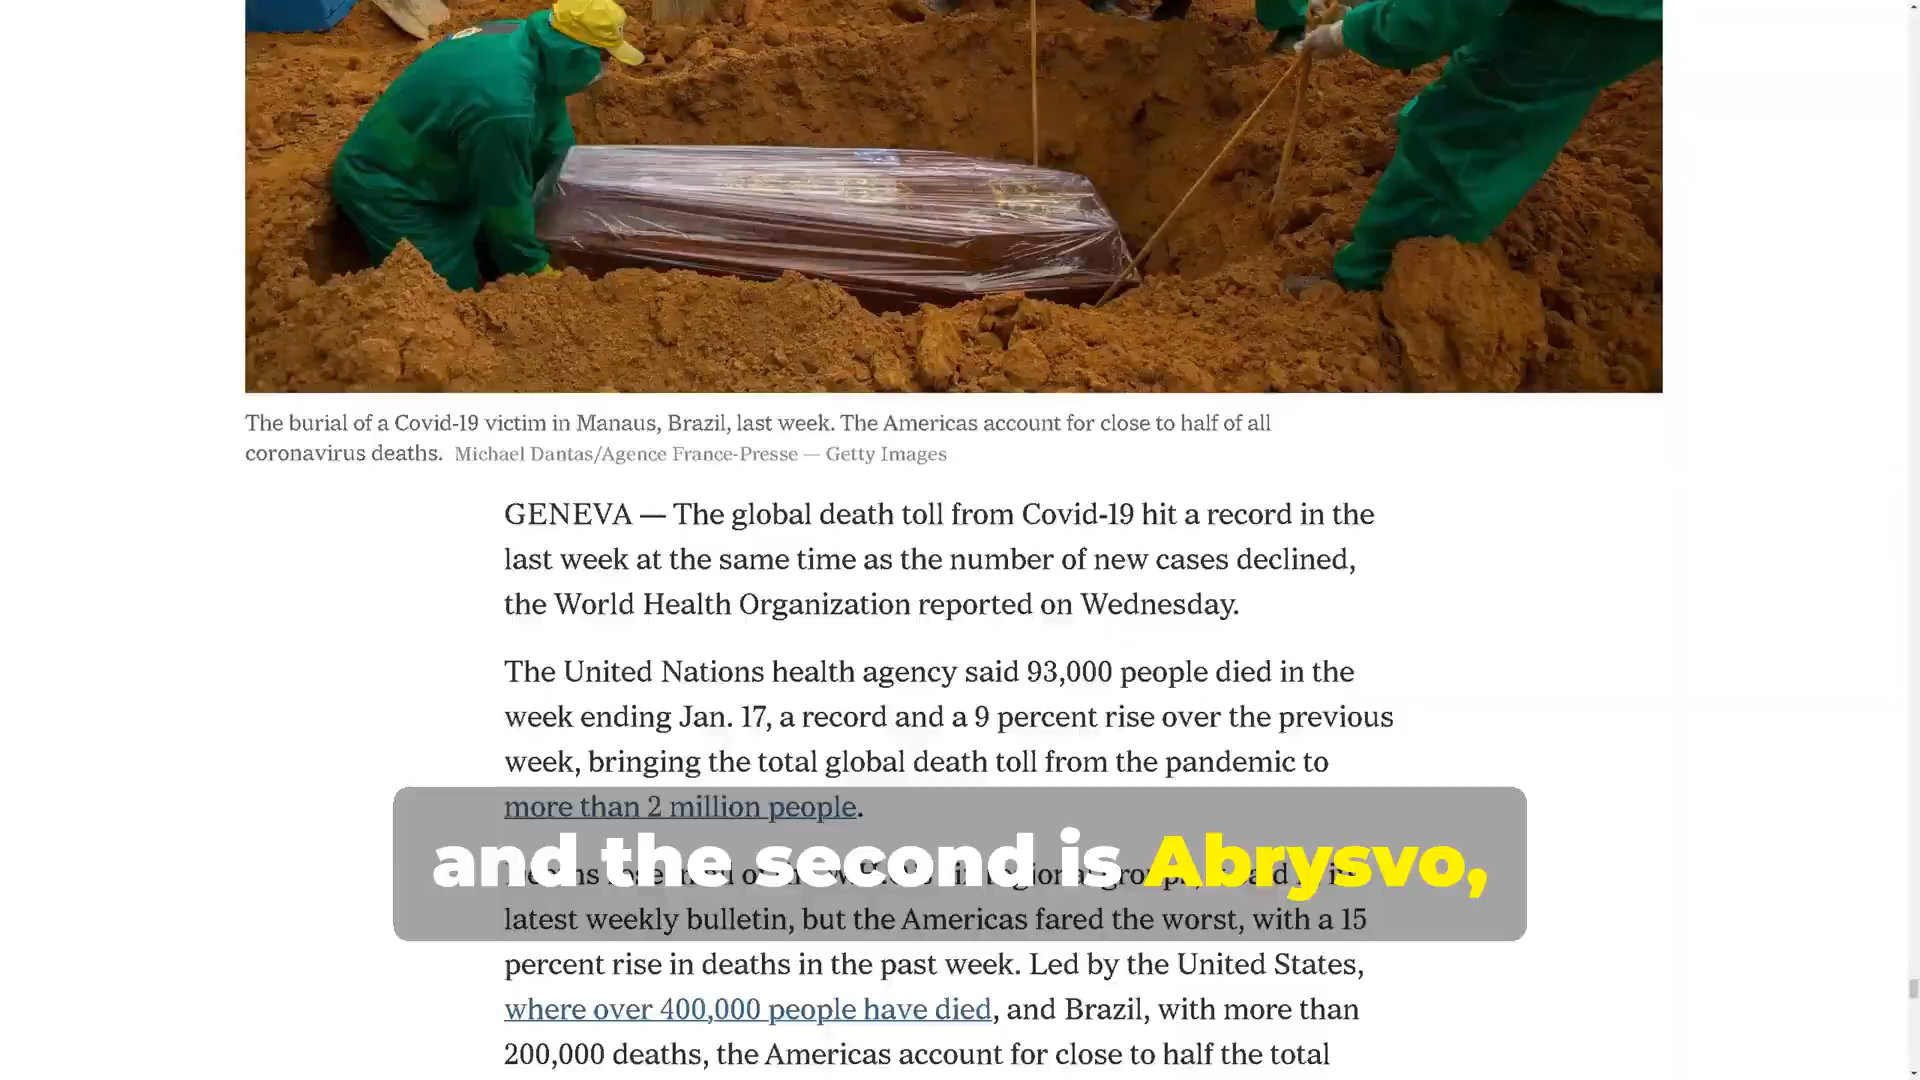 The burial of a Covid-19 victim in Manaus, Brazil, last week. The Americas account for close to half of all
coronavirus deaths. Michael Dantas/Agence France-Presse — Getty Images
GENEVA — The global death toll from Covid-19 hit a record in the
last week at the same time as the number of new cases declined,
the World Health Organization reported on Wednesday.
The United Nations health agency said 93,000 people died in the
week ending Jan. 17, a record and a 9 percent rise over the previous
week, bringing the total global death toll from the pandemic to
more than 2 million people.
and the second is Abrysvo,
latest weekly bulletin, but the Americas fared the worst, with a 15
percent rise in deaths in the past week. Led by the United States,
where over 400,000 people have died, and Brazil, with more than
200,000 deaths, the Americas account for close to half the total